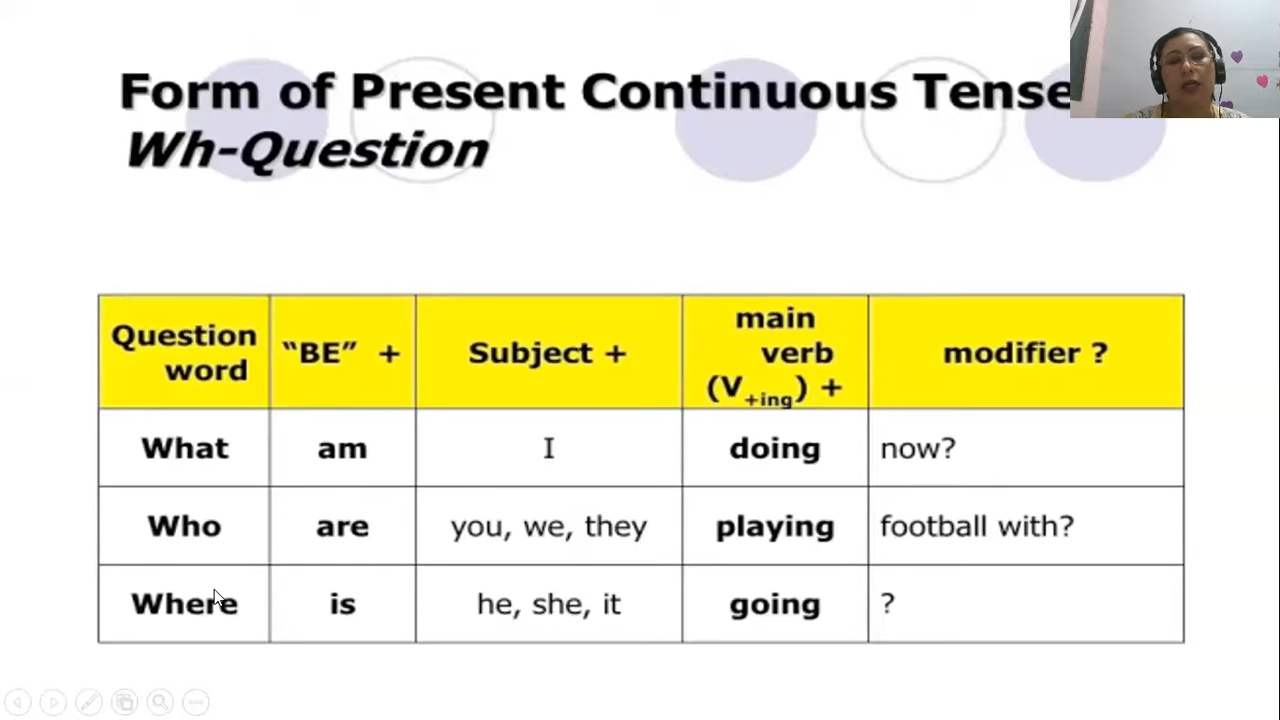 Form of Present Continuous Tense
Wh-Question
Question word
“BE” +
Subject +
main verb (V+ing) +
modifier ?
What am I doing now?
Who are you, we, they playing football with?
Where is he, she, it going ?